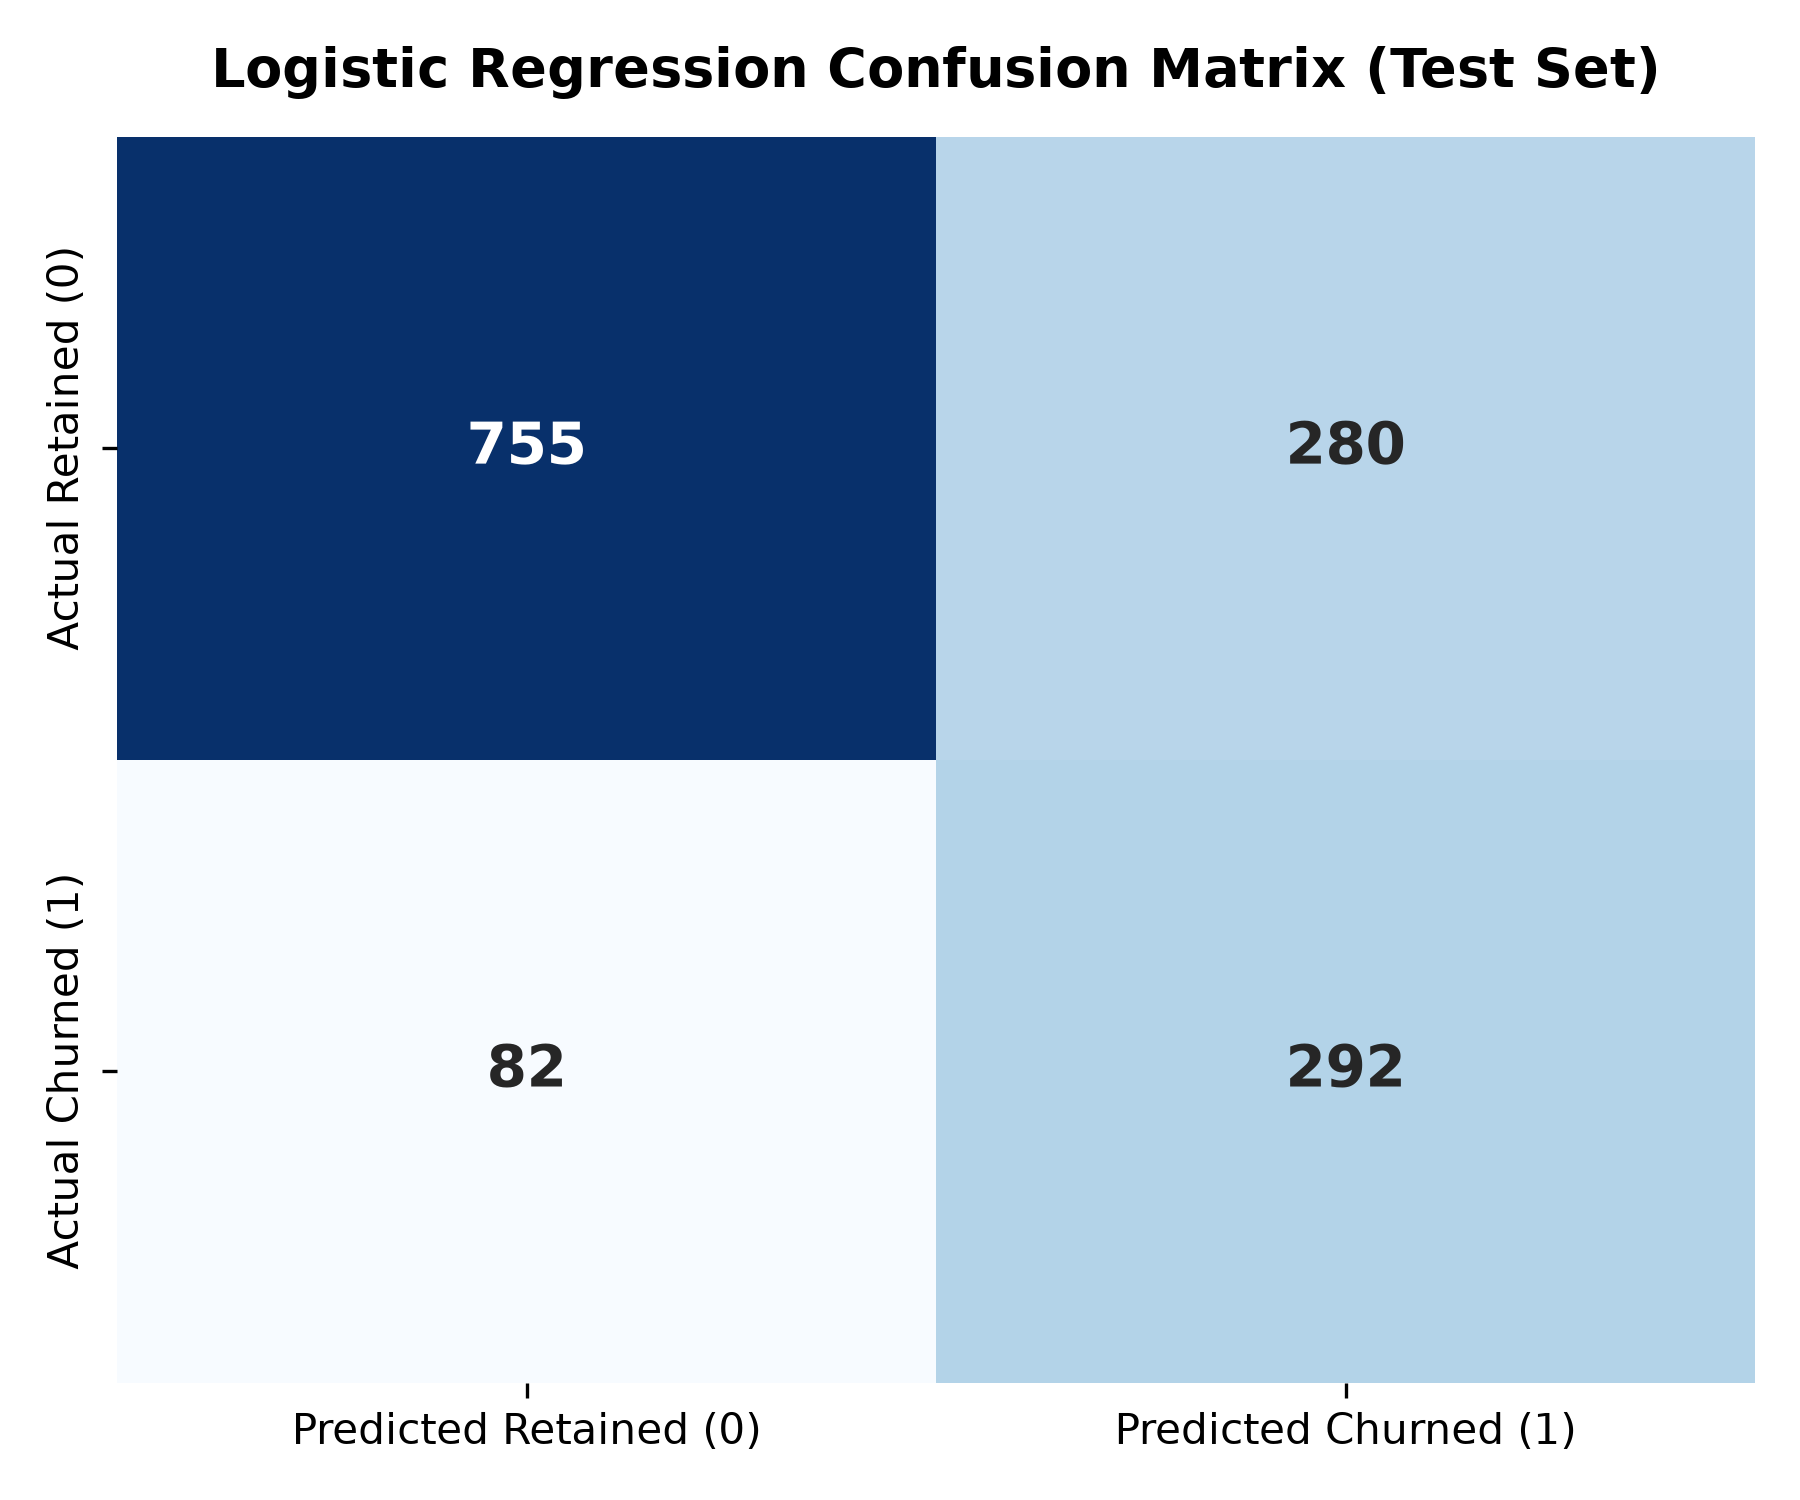 Logistic Regression Confusion Matrix (Test Set)
Actual Retained (0)
755
280
Actual Churned (1)
82
292
Predicted Retained (0)
Predicted Churned (1)